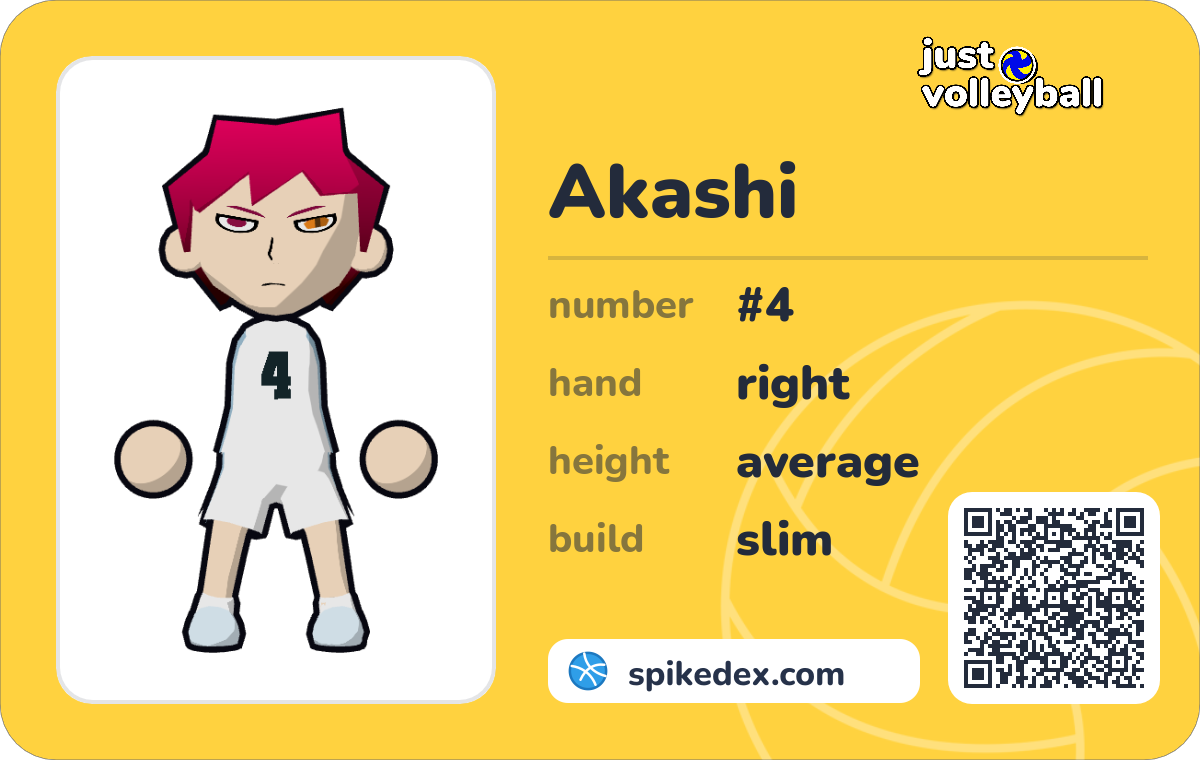 just
volleyball
Akashi
number #4
hand right
height average
build slim
spikedex.com
4